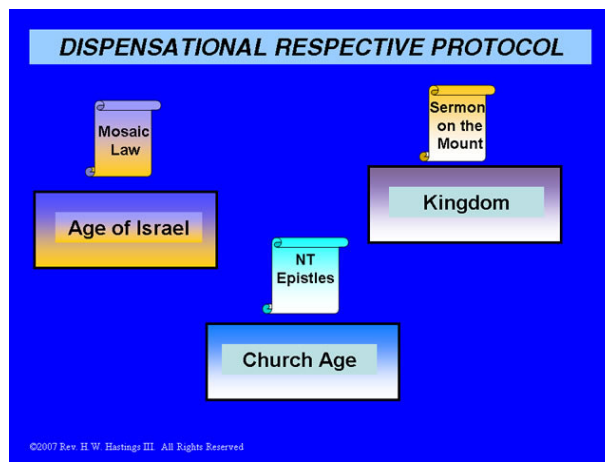 DISPENSATIONAL RESPECTIVE PROTOCOL
Mosaic
Law
Age of Israel
Sermon
on the
Mount
Kingdom
NT
Epistles
Church Age
©2007 Rev. H.W. Hastings III. All Rights Reserved